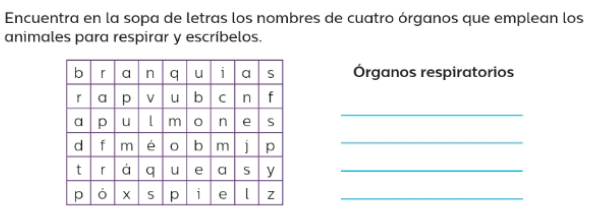 Encuentra en la sopa de letras los nombres de cuatro órganos que emplean los
animales para respirar y escríbelos.
b r a n q u i a s
r a p v u b c n f
a p u l m o n e s
d f m é o b m j p
t r á q u e a s y
p ó x s p i e l z
Órganos respiratorios